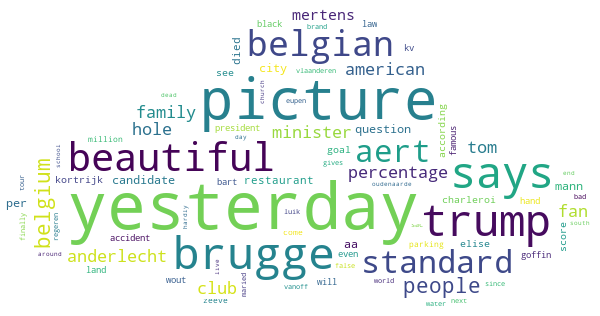 mertens
black
brand
law
died
belgian
kv
see
city
vlaanderen
american
dead
church
eupen
picture
family
hole
president
day
minister
question
according
famous
million
goal
gives
beautiful
aert
tom
says
school
kortrijk
candidate
bart
restaurant
percentage
oudenaarde
mann
end
bad
belgium
per
tour
yesterday
trump
charleroi
hand
fan
south
finally
regeren
hardly
luik
come
parking
score
around
accident
brugge
aa
even
false
standard
elise
goffin
anderlecht
land
wout
club
live
married
will
people
world
since
zeeve
vanoff
water
next